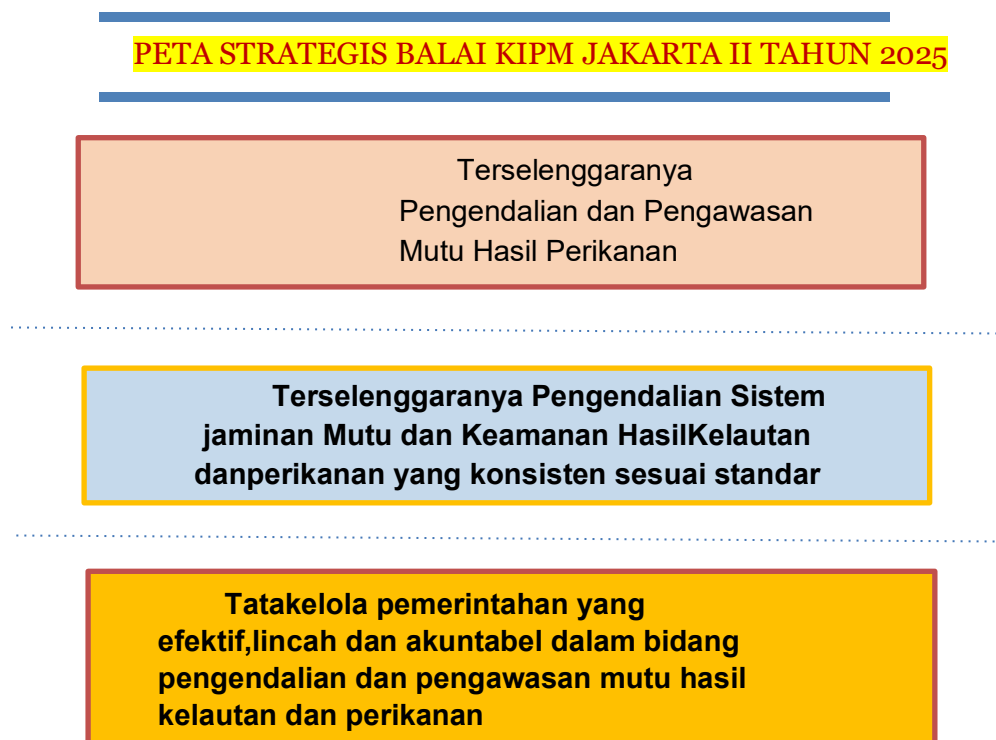 PETA STRATEGIS BALAI KIPM JAKARTA II TAHUN 2025
Terselenggaranya
Pengendalian dan Pengawasan
Mutu Hasil Perikanan
Terselenggaranya Pengendalian Sistem
jaminan Mutu dan Keamanan HasilKelautan
danperikanan yang konsisten sesuai standar
Tatakelola pemerintahan yang
efektif,lincah dan akuntabel dalam bidang
pengendalian dan pengawasan mutu hasil
kelautan dan perikanan